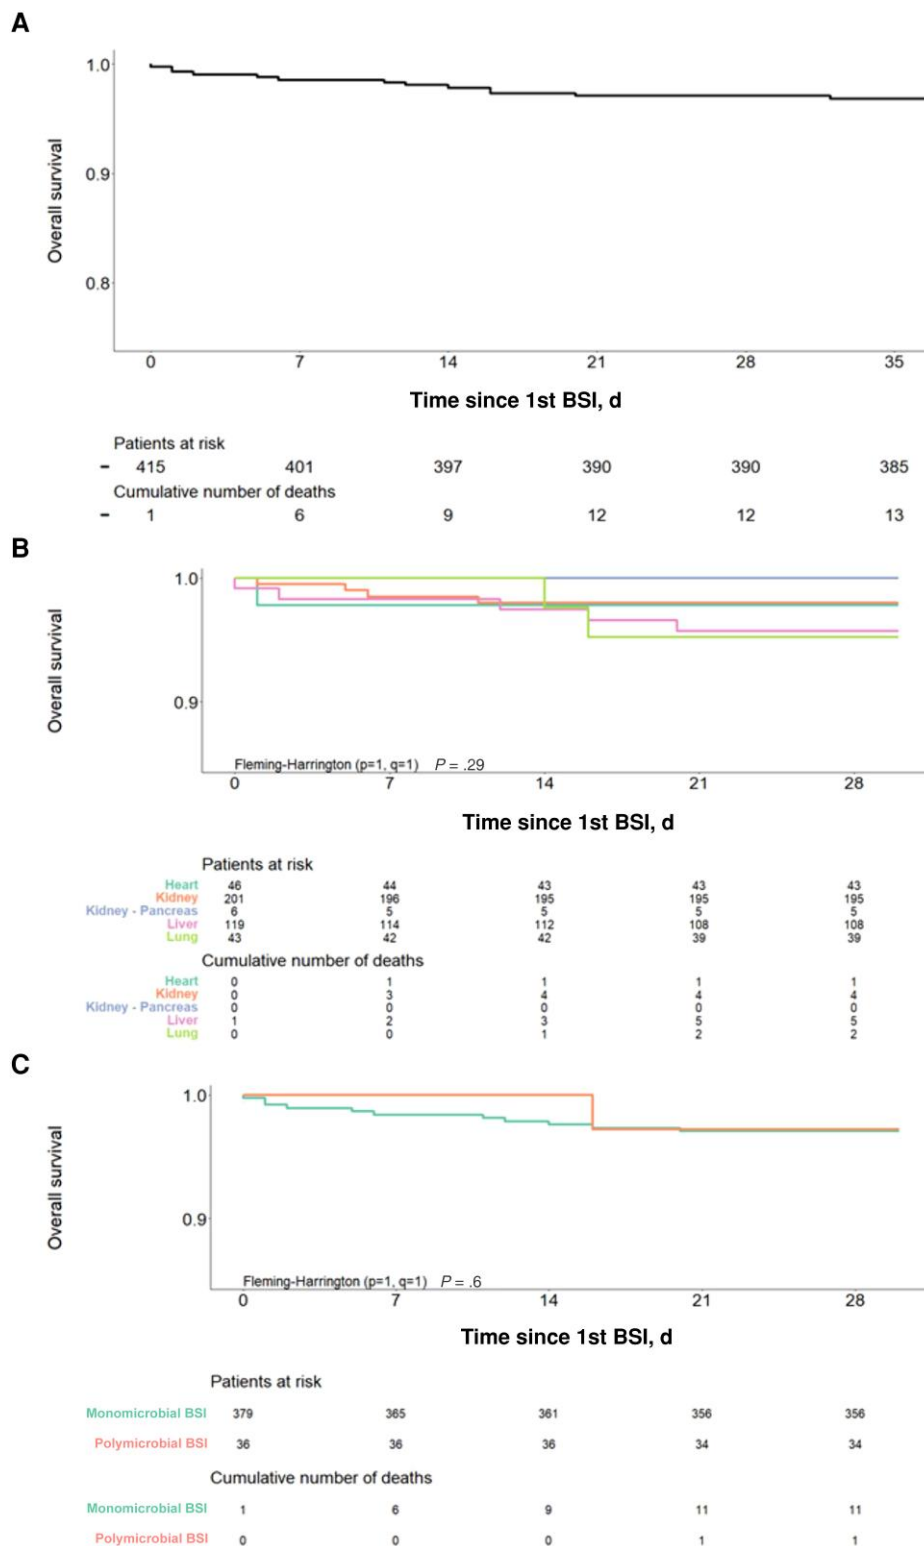 A
1.0
0.9
0.8
Overall survival
0 7 14 21 28 35
Time since 1st BSI, d
Patients at risk
- 415 401 397 390 390 385
Cumulative number of deaths
- 1 6 9 12 12 13
B
1.0
0.9
Overall survival
Fleming-Harrington (p=1, q=1) P = .29
0 7 14 21 28
Time since 1st BSI, d
Patients at risk
Heart 46 44 43 43 43
Kidney 201 196 195 195 195
Kidney - Pancreas 6 5 5 5 5
Liver 119 114 112 108 108
Lung 43 42 42 39 39
Cumulative number of deaths
Heart 0 1 1 1 1
Kidney 0 3 4 4 4
Kidney - Pancreas 0 0 0 0 0
Liver 1 2 3 5 5
Lung 0 0 1 2 2
C
1.0
0.9
Overall survival
Fleming-Harrington (p=1, q=1) P = .6
0 7 14 21 28
Time since 1st BSI, d
Patients at risk
Monomicrobial BSI 379 365 361 356 356
Polymicrobial BSI 36 36 36 34 34
Cumulative number of deaths
Monomicrobial BSI 1 6 9 11 11
Polymicrobial BSI 0 0 0 1 1